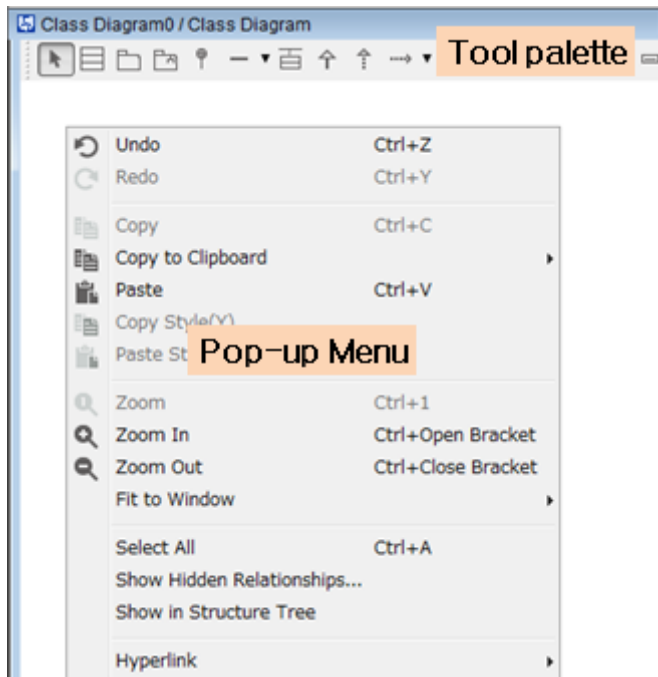 Class Diagram0 / Class Diagram
Tool palette
Undo Ctrl+Z
Redo Ctrl+Y
Copy Ctrl+C
Copy to Clipboard
Paste Ctrl+V
Copy Style(Y)
Paste St
Pop-up Menu
Zoom Ctrl+1
Zoom In Ctrl+Open Bracket
Zoom Out Ctrl+Close Bracket
Fit to Window
Select All Ctrl+A
Show Hidden Relationships...
Show in Structure Tree
Hyperlink